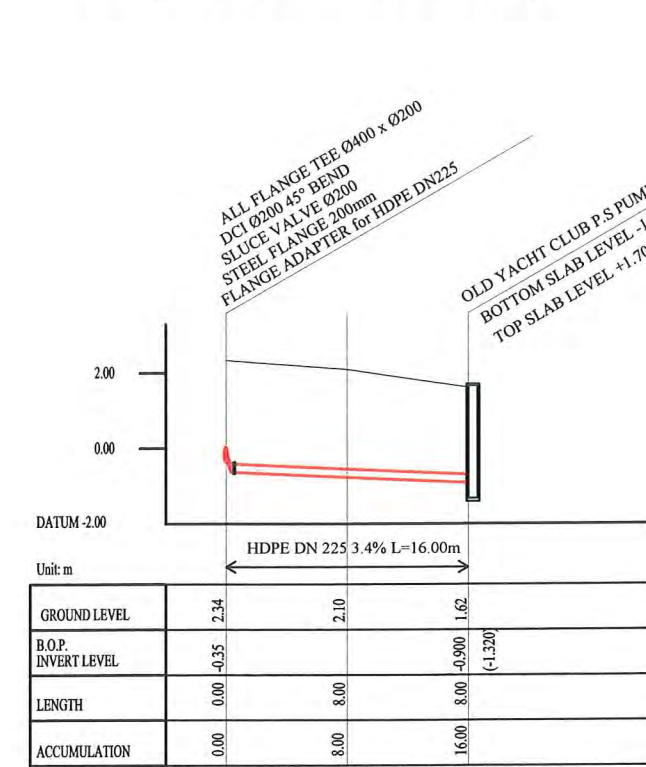 ALL FLANGE TEE Ø400 x Ø200
DCI Ø200 45° BEND
SLUCE VALVE Ø200
STEEL FLANGE 200mm
FLANGE ADAPTER for HDPE DN225
OLD YACHT CLUB P.S
BOTTOM SLAB LEVEL
TOP SLAB LEVEL
2.00
0.00
DATUM -2.00
HDPE DN 225 3.4% L=16.00m
Unit: m
GROUND LEVEL 2.34 2.10 1.62
B.O.P.
INVERT LEVEL -0.35 -0.900 (-1.320)
LENGTH 0.00 8.00 8.00
ACCUMULATION 0.00 8.00 16.00